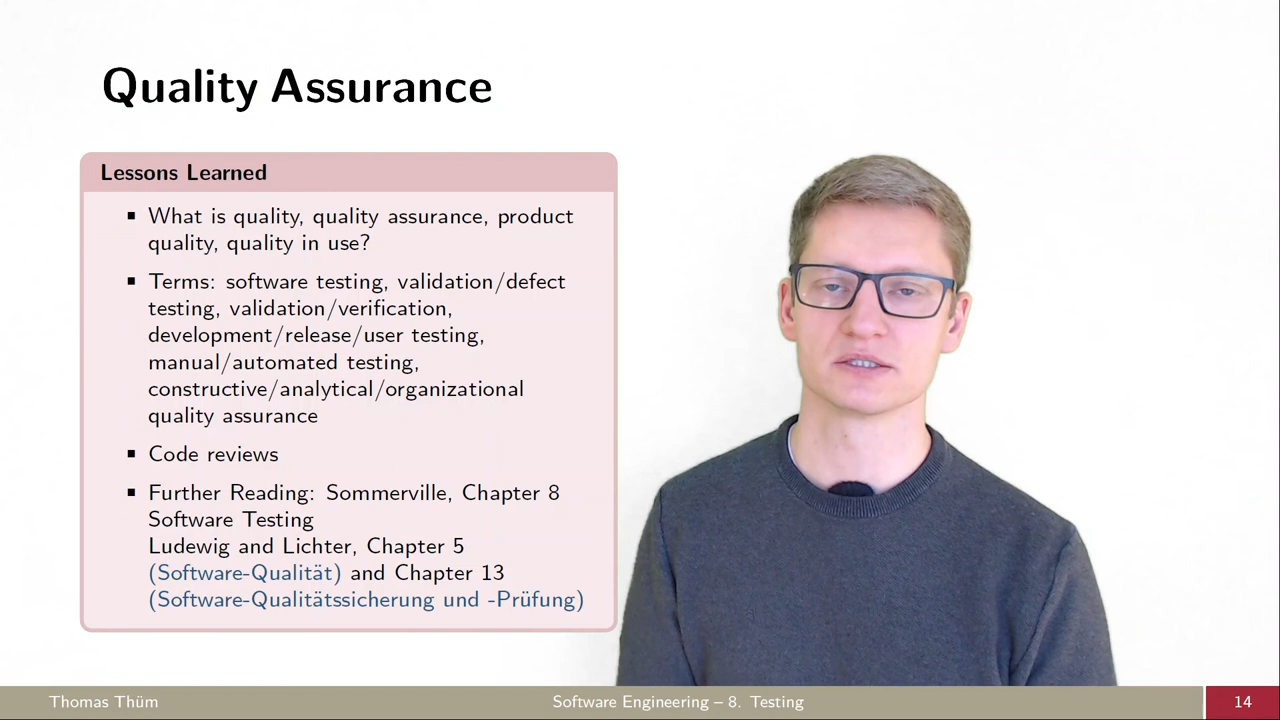 Quality Assurance
Lessons Learned
▪ What is quality, quality assurance, product
quality, quality in use?
▪ Terms: software testing, validation/defect
testing, validation/verification,
development/release/user testing,
manual/automated testing,
constructive/analytical/organizational
quality assurance
▪ Code reviews
▪ Further Reading: Sommerville, Chapter 8
Software Testing
Ludewig and Lichter, Chapter 5
(Software-Qualität) and Chapter 13
(Software-Qualitätssicherung und -Prüfung)
Thomas Thüm
Software Engineering – 8. Testing
14